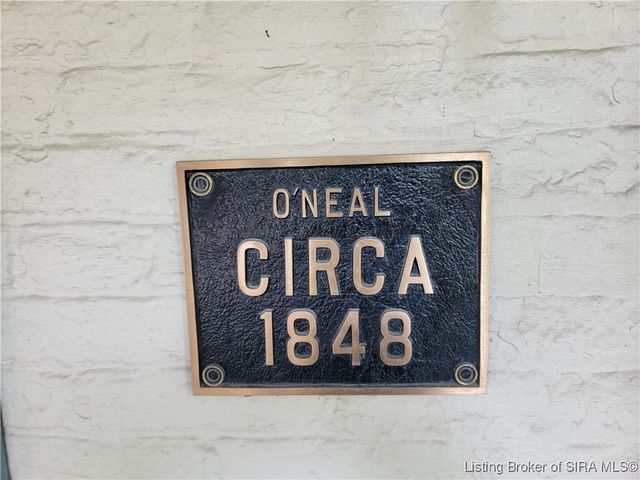 O'NEAL
CIRCA
1848
Listing Broker of SIRA MLS©